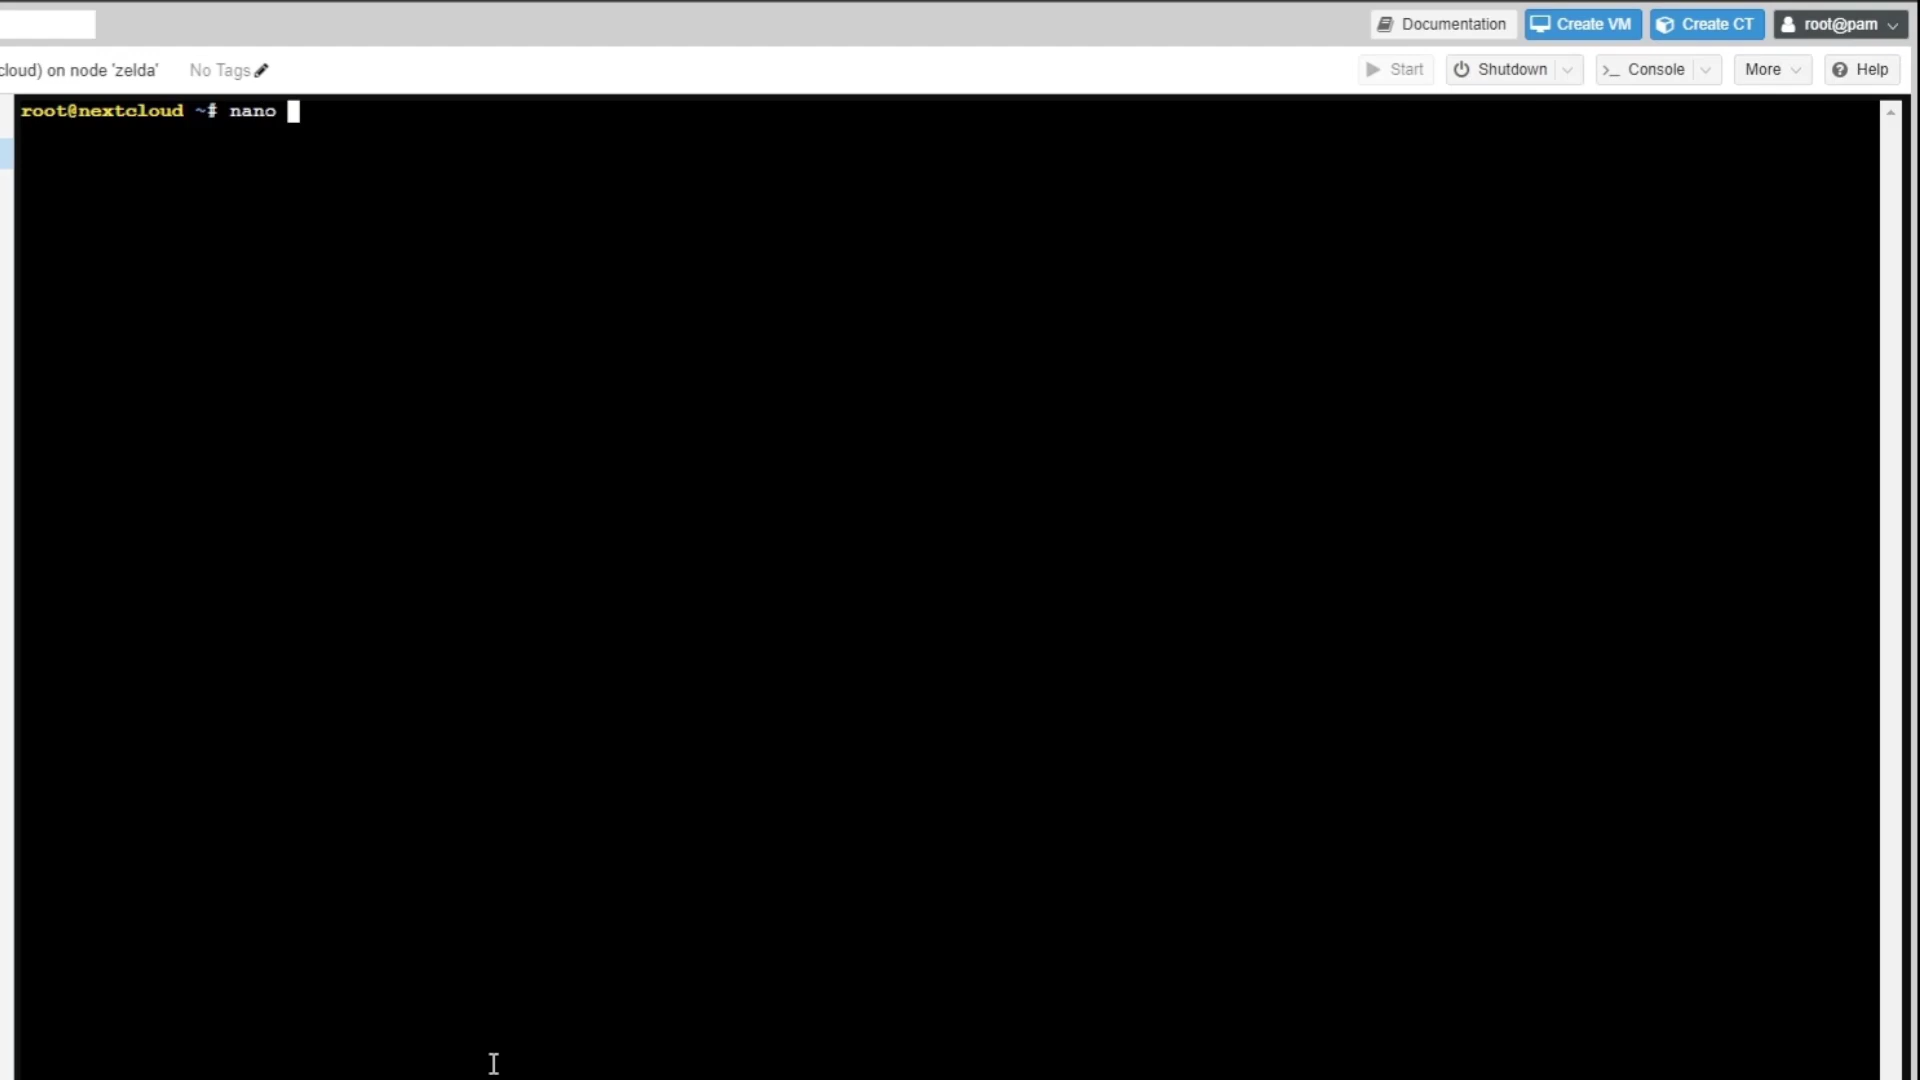 Documentation Create VM Create CT root@pam
cloud) on node 'zelda' No Tags Start Shutdown >_ Console More Help
root@nextcloud ~# nano